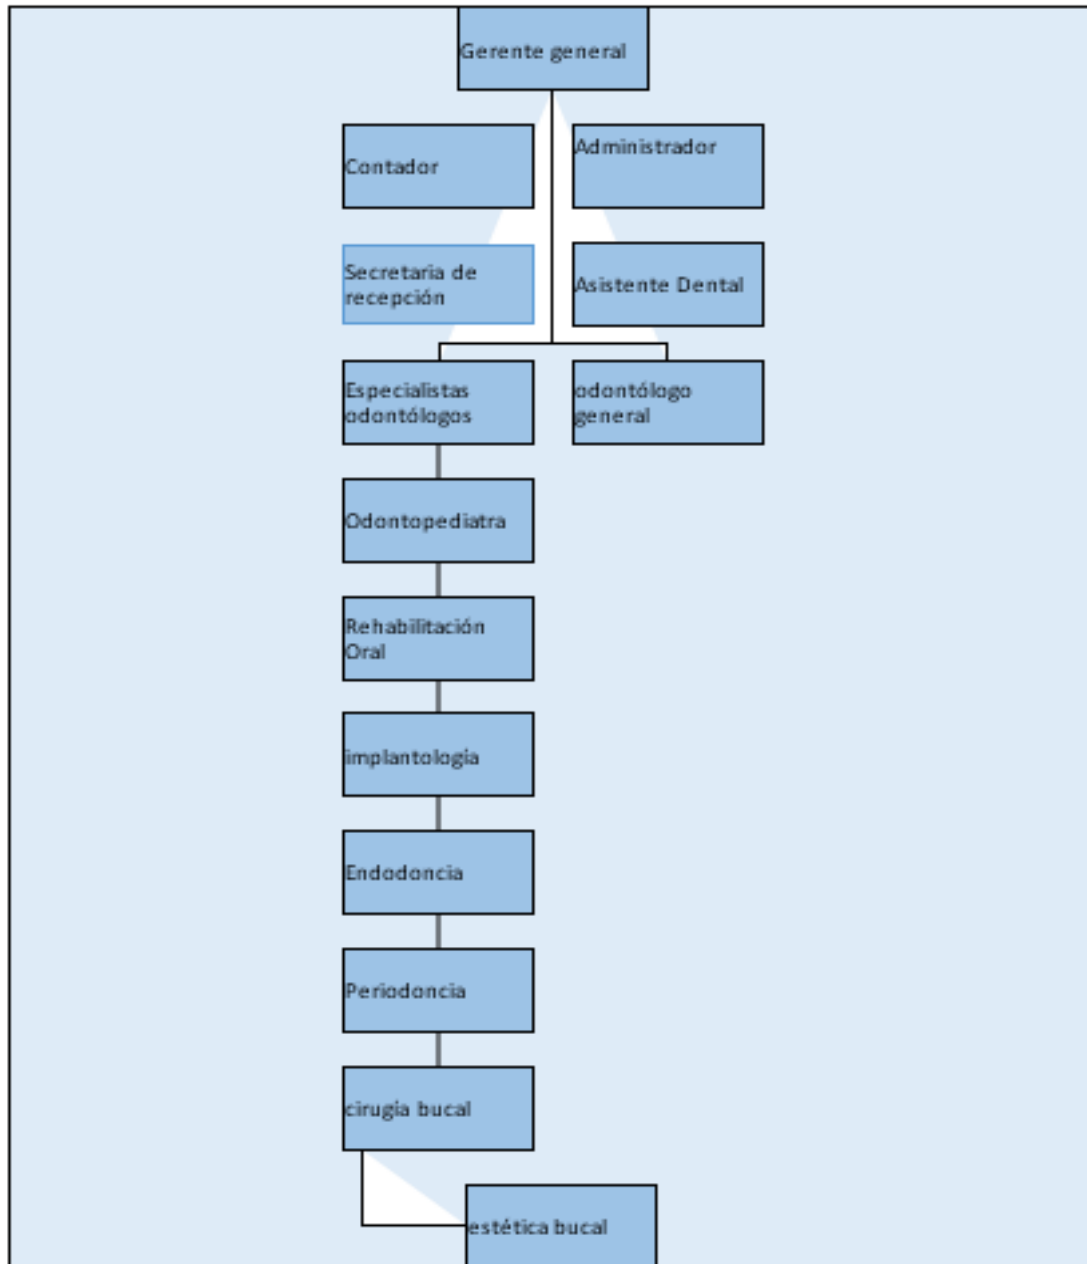 Gerente general
Contador
Administrador
Secretaria de
recepción
Asistente Dental
Especialistas
odontólogos
odontólogo
general
Odontopediatra
Rehabilitación
Oral
implantologia
Endodoncia
Periodoncia
cirugía bucal
estética bucal